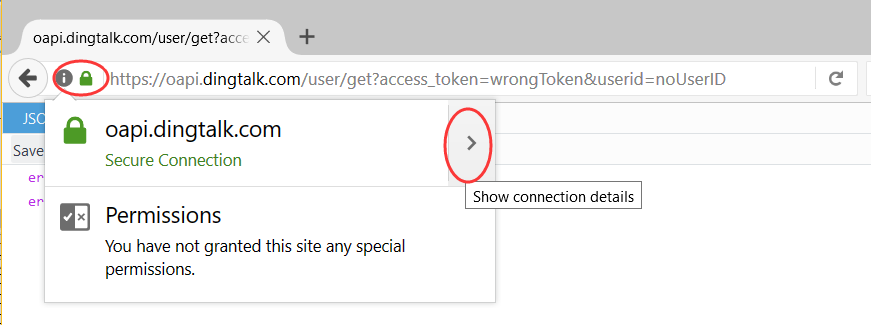 oapi.dingtalk.com/user/get?acce
https://oapi.dingtalk.com/user/get?access_token=wrongToken&userid=noUserID
JSO
oapi.dingtalk.com
Secure Connection
Save
er
Show connection details
er
Permissions
You have not granted this site any special
permissions.